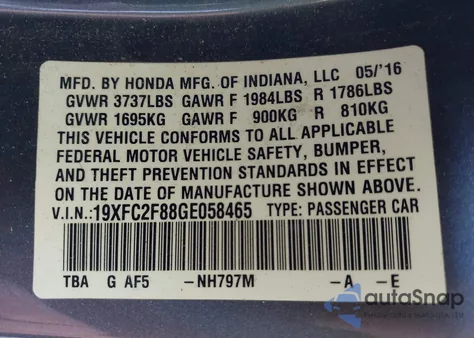 MFD. BY HONDA MFG. OF INDIANA, LLC 05/'16
GVWR 3737LBS GAWR F 1984LBS R 1786LBS
GVWR 1695KG GAWR F 900KG R 810KG
THIS VEHICLE CONFORMS TO ALL APPLICABLE
FEDERAL MOTOR VEHICLE SAFETY, BUMPER,
AND THEFT PREVENTION STANDARDS IN EFFECT
ON THE DATE OF MANUFACTURE SHOWN ABOVE.
V.I.N.: 19XFC2F88GE058465 TYPE: PASSENGER CAR
TBA G AF5 -NH797M -A -E
autoSnap